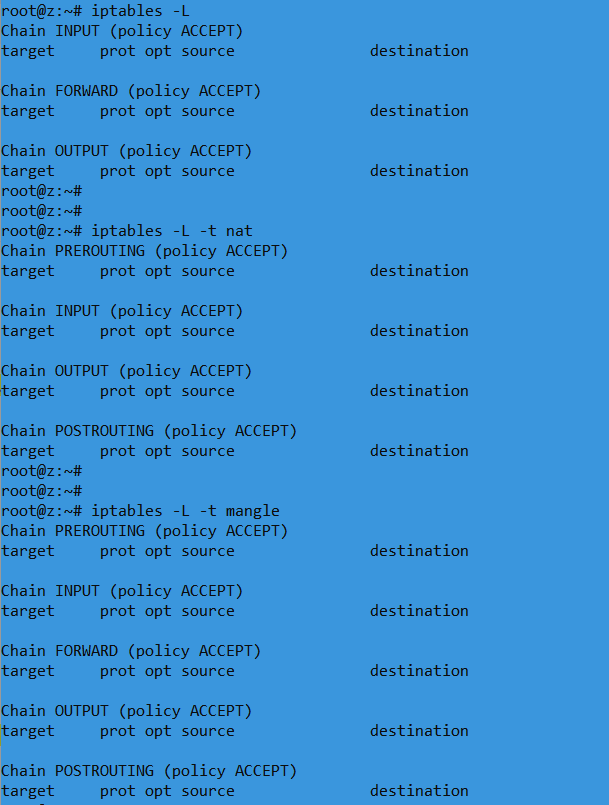 root@z:~# iptables -L
Chain INPUT (policy ACCEPT)
target     prot opt source               destination
Chain FORWARD (policy ACCEPT)
target     prot opt source               destination
Chain OUTPUT (policy ACCEPT)
target     prot opt source               destination
root@z:~#
root@z:~#
root@z:~# iptables -L -t nat
Chain PREROUTING (policy ACCEPT)
target     prot opt source               destination
Chain INPUT (policy ACCEPT)
target     prot opt source               destination
Chain OUTPUT (policy ACCEPT)
target     prot opt source               destination
Chain POSTROUTING (policy ACCEPT)
target     prot opt source               destination
root@z:~#
root@z:~#
root@z:~# iptables -L -t mangle
Chain PREROUTING (policy ACCEPT)
target     prot opt source               destination
Chain INPUT (policy ACCEPT)
target     prot opt source               destination
Chain FORWARD (policy ACCEPT)
target     prot opt source               destination
Chain OUTPUT (policy ACCEPT)
target     prot opt source               destination
Chain POSTROUTING (policy ACCEPT)
target     prot opt source               destination